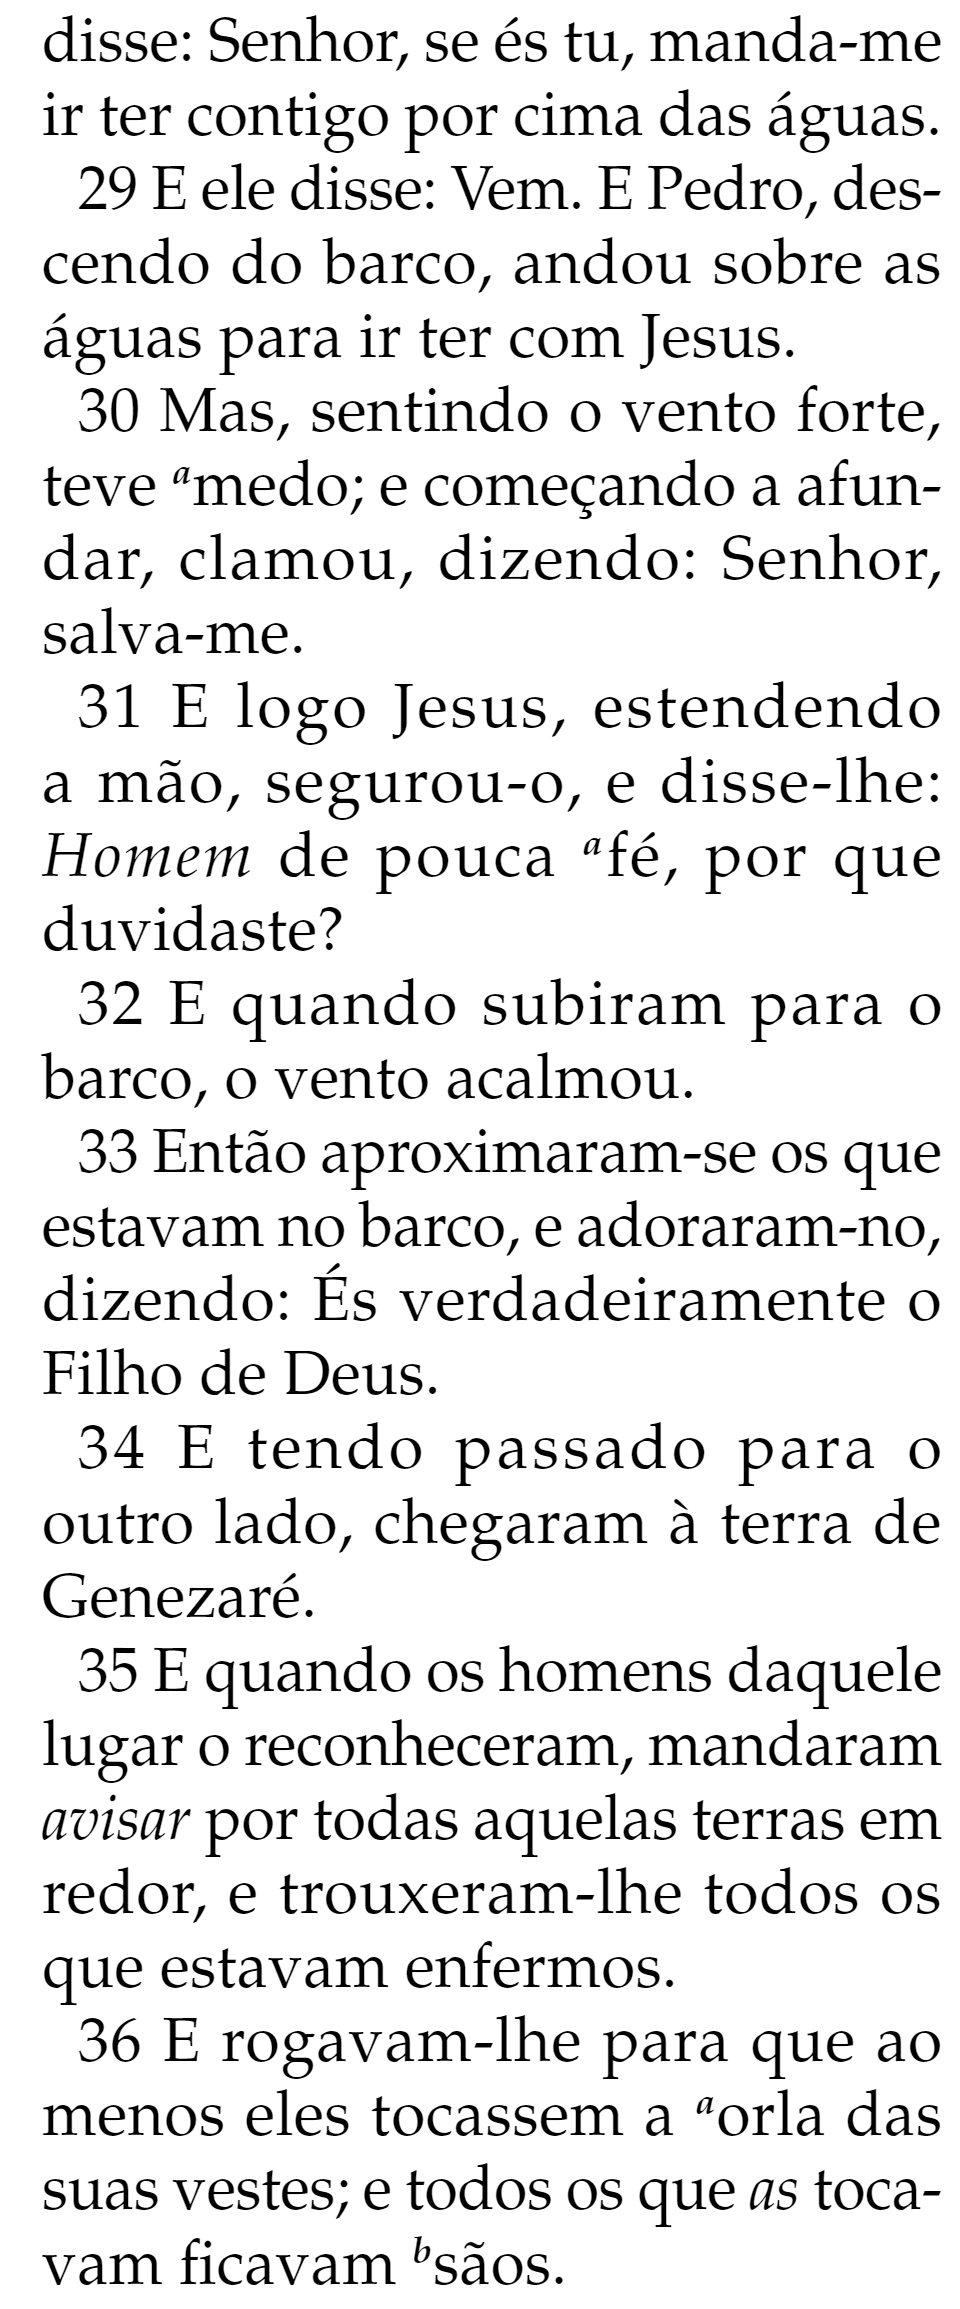 disse: Senhor, se és tu, manda-me
ir ter contigo por cima das águas.
29 E ele disse: Vem. E Pedro, des-
cendo do barco, andou sobre as
águas para ir ter com Jesus.
30 Mas, sentindo o vento forte,
teve amedo; e começando a afun-
dar, clamou, dizendo: Senhor,
salva-me.
31 E logo Jesus, estendendo
a mão, segurou-o, e disse-lhe:
Homem de pouca afé, por que
duvidaste?
32 E quando subiram para o
barco, o vento acalmou.
33 Então aproximaram-se os que
estavam no barco, e adoraram-no,
dizendo: És verdadeiramente o
Filho de Deus.
34 E tendo passado para o
outro lado, chegaram à terra de
Genezaré.
35 E quando os homens daquele
lugar o reconheceram, mandaram
avisar por todas aquelas terras em
redor, e trouxeram-lhe todos os
que estavam enfermos.
36 E rogavam-lhe para que ao
menos eles tocassem a aorla das
suas vestes; e todos os que as toca-
vam ficavam bsãos.